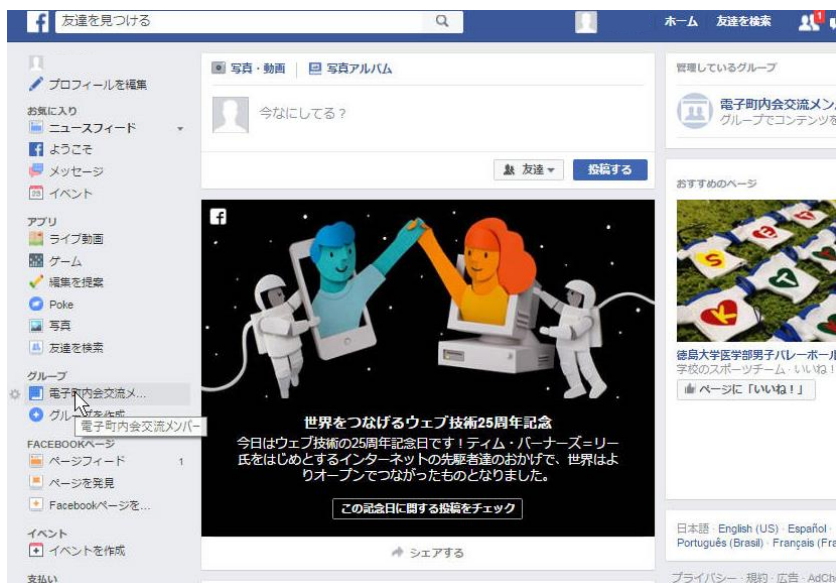 友達を見つける
ホーム
友達を検索
1
プロフィールを編集
お気に入り
ニュースフィード
ようこそ
メッセージ
イベント
アプリ
ライブ動画
ゲーム
編集を提案
Poke
写真
友達を検索
グループ
電子町内会交流メ...
グループを作成
電子町内会交流メンバー
FACEBOOKページ
ページフィード
1
ページを発見
Facebookページを...
イベント
イベントを作成
支払い
写真・動画
写真アルバム
今なにしてる？
友達
投稿する
世界をつなげるウェブ技術25周年記念
今日はウェブ技術の25周年記念日です！ティム・バーナーズ=リー
氏をはじめとするインターネットの先駆者達のおかげで、世界はよ
りオープンでつながったものとなりました。
この記念日に関する投稿をチェック
シェアする
管理しているグループ
電子町内会交流メン
グループでコンテンツを
おすすめのページ
徳島大学医学部男子バレーボール
学校のスポーツチーム · いいね！
ページに「いいね！」
日本語 · English (US) · Español ·
Português (Brasil) · Français (Fra
プライバシー · 規約 · 広告 · AdCh